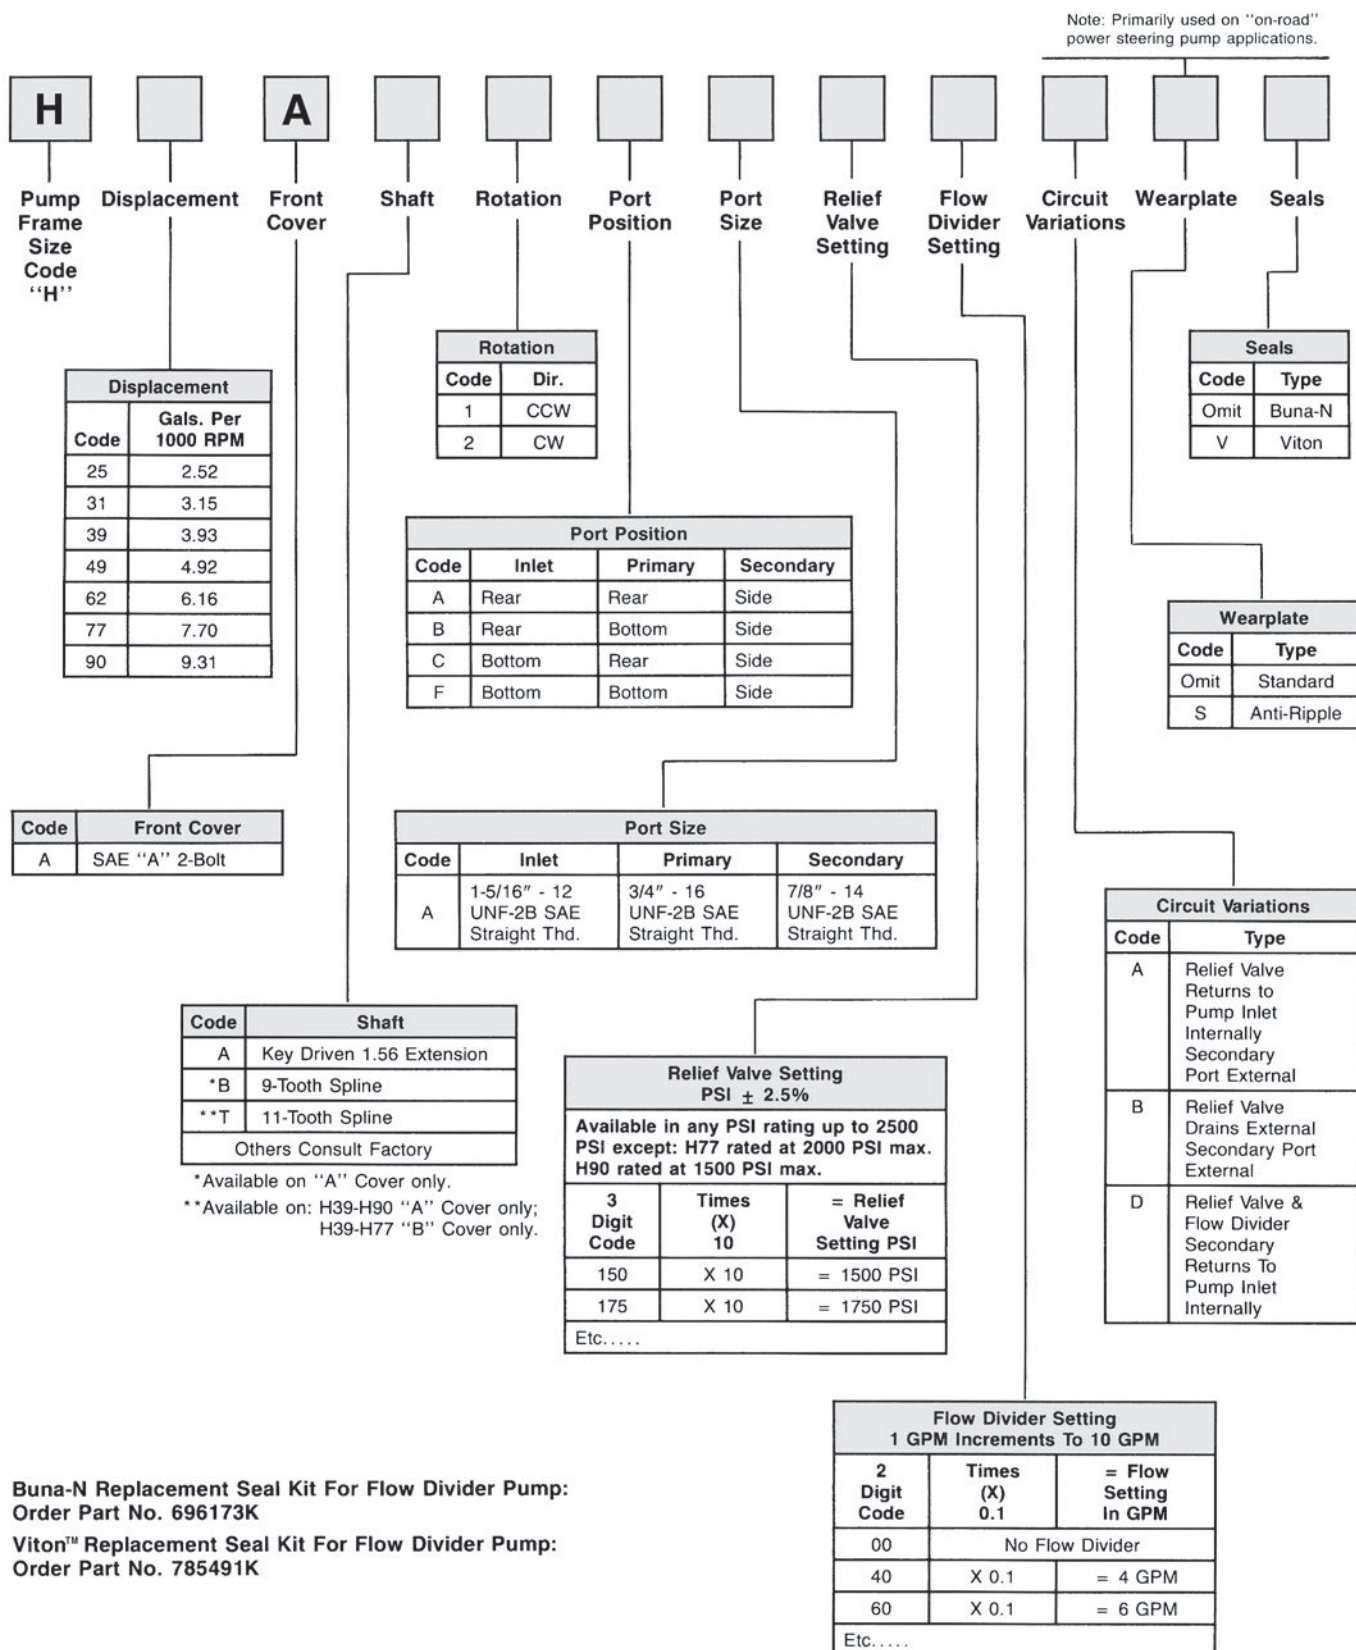 Note: Primarily used on ‘‘on-road’’
power steering pump applications.
H A
Pump Displacement Front Shaft Rotation Port Port Relief Flow Circuit Wearplate Seals
Frame Cover Position Size Valve Divider Variations
Size Setting Setting
Code
‘‘H’’
Rotation
Code Dir.
1 CCW
2 CW
Seals
Code Type
Omit Buna-N
V Viton
Displacement
Code Gals. Per
1000 RPM
25 2.52
31 3.15
39 3.93
49 4.92
62 6.16
77 7.70
90 9.31
Port Position
Code Inlet Primary Secondary
A Rear Rear Side
B Rear Bottom Side
C Bottom Rear Side
F Bottom Bottom Side
Wearplate
Code Type
Omit Standard
S Anti-Ripple
Code Front Cover
A SAE ‘‘A’’ 2-Bolt
Port Size
Code Inlet Primary Secondary
A 1-5/16″ - 12 3/4″ - 16 7/8″ - 14
UNF-2B SAE UNF-2B SAE UNF-2B SAE
Straight Thd. Straight Thd. Straight Thd.
Circuit Variations
Code Type
A Relief Valve
Returns to
Pump Inlet
Internally
Secondary
Port External
B Relief Valve
Drains External
Secondary Port
External
D Relief Valve &
Flow Divider
Secondary
Returns To
Pump Inlet
Internally
Code Shaft
A Key Driven 1.56 Extension
*B 9-Tooth Spline
**T 11-Tooth Spline
Others Consult Factory
*Available on ‘‘A’’ Cover only.
**Available on: H39-H90 ‘‘A’’ Cover only;
H39-H77 ‘‘B’’ Cover only.
Relief Valve Setting
PSI ± 2.5%
Available in any PSI rating up to 2500
PSI except: H77 rated at 2000 PSI max.
H90 rated at 1500 PSI max.
3 Times = Relief
Digit (X) Valve
Code 10 Setting PSI
150 X 10 = 1500 PSI
175 X 10 = 1750 PSI
Etc.....
Flow Divider Setting
1 GPM Increments To 10 GPM
2 Times = Flow
Digit (X) Setting
Code 0.1 In GPM
00 No Flow Divider
40 X 0.1 = 4 GPM
60 X 0.1 = 6 GPM
Etc.....
Buna-N Replacement Seal Kit For Flow Divider Pump:
Order Part No. 696173K
Viton™ Replacement Seal Kit For Flow Divider Pump:
Order Part No. 785491K